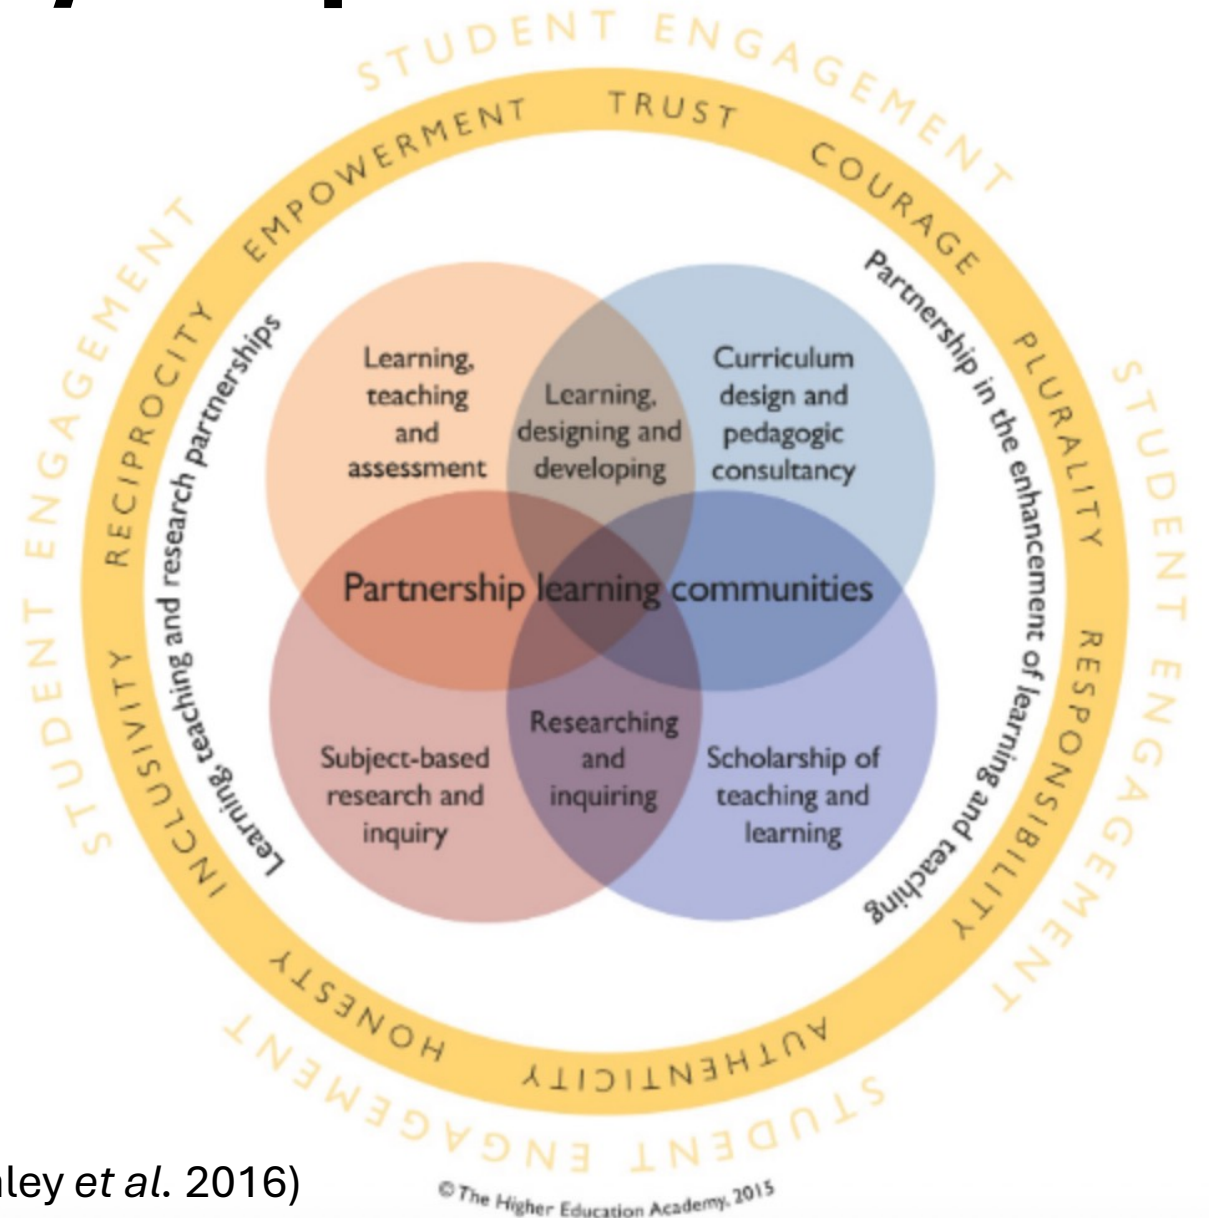 STUDENT ENGAGEMENT
STUDENT ENGAGEMENT
STUDENT ENGAGEMENT
STUDENT ENGAGEMENT
TRUST
COURAGE
PLURALITY
RESPONSIBILITY
AUTHENTICITY
HONESTY
INCLUSIVITY
RECIPROCITY
EMPOWERMENT
Learning, teaching and research partnerships
Partnership in the enhancement of learning and teaching
Learning,
teaching
and
assessment
Learning,
designing and
developing
Curriculum
design and
pedagogic
consultancy
Partnership learning communities
Subject-based
research and
inquiry
Researching
and
inquiring
Scholarship of
teaching and
learning
et al. 2016)
© The Higher Education Academy, 2015